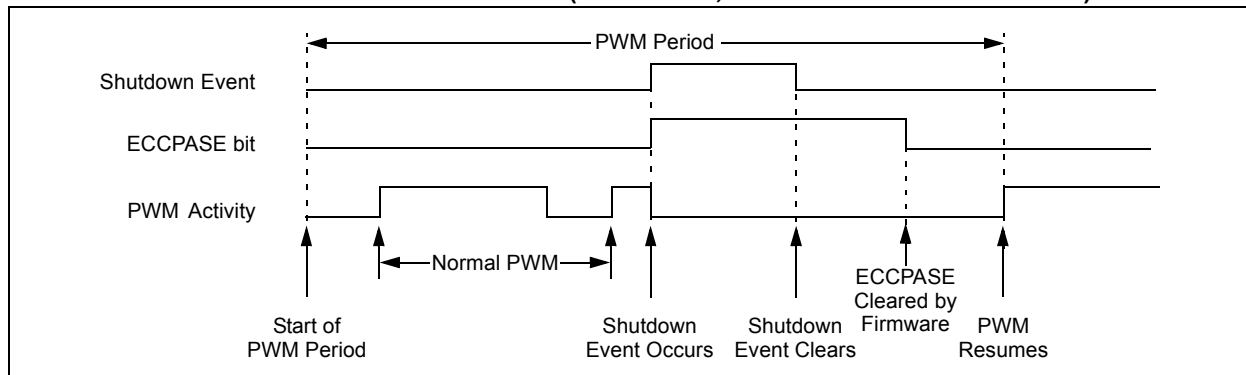 PWM Period
Shutdown Event
ECCPASE bit
PWM Activity
Normal PWM
Start of
PWM Period
Shutdown
Event Occurs
Shutdown
Event Clears
ECCPASE
Cleared by
Firmware
PWM
Resumes